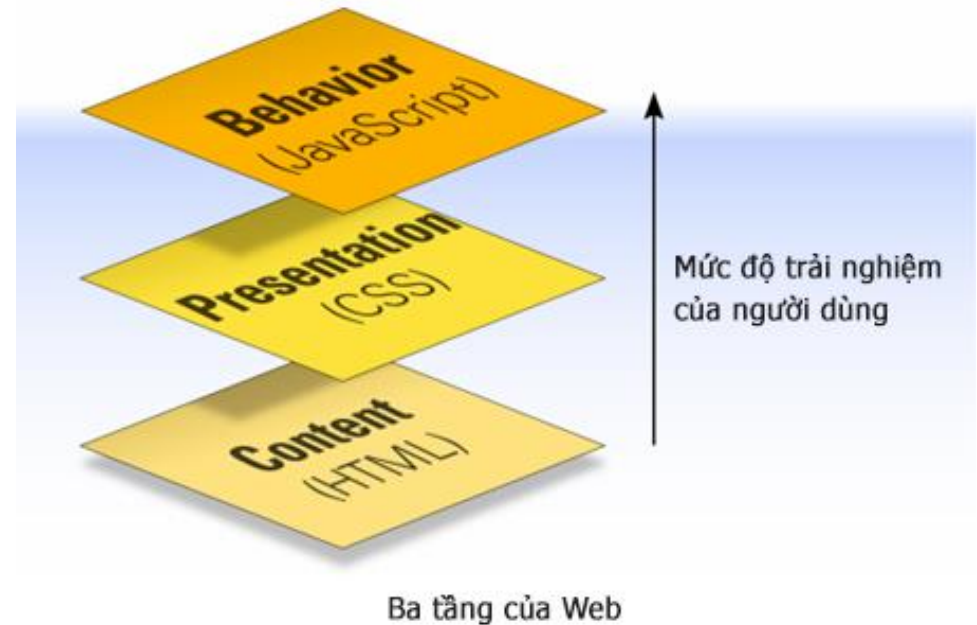 Behavior
(JavaScript)
Presentation
(CSS)
Content
(HTML)
Mức độ trải nghiệm
của người dùng
Ba tầng của Web